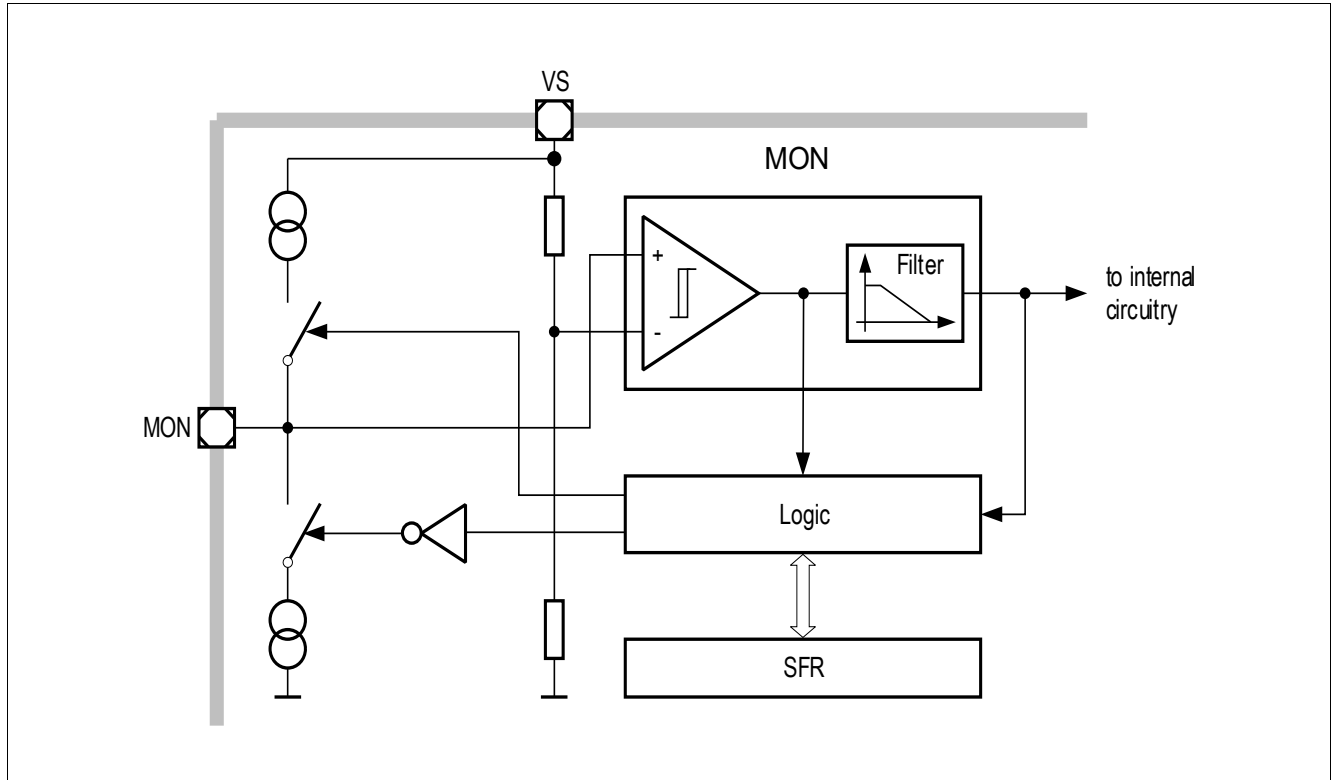 VS
MON
+
-
Filter
to internal
circuitry
MON
Logic
SFR